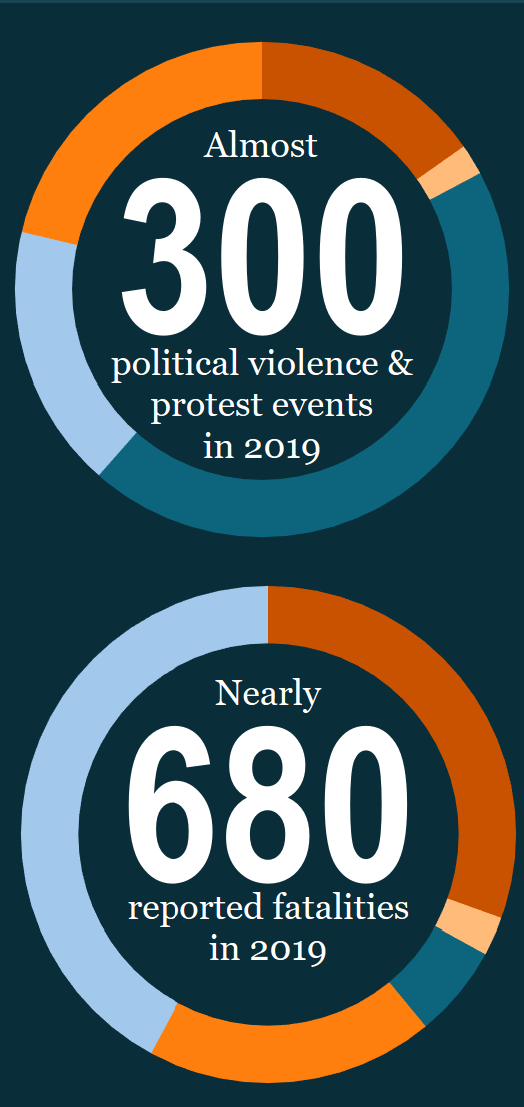 Almost
300
political violence &
protest events
in 2019
Nearly
680
reported fatalities
in 2019